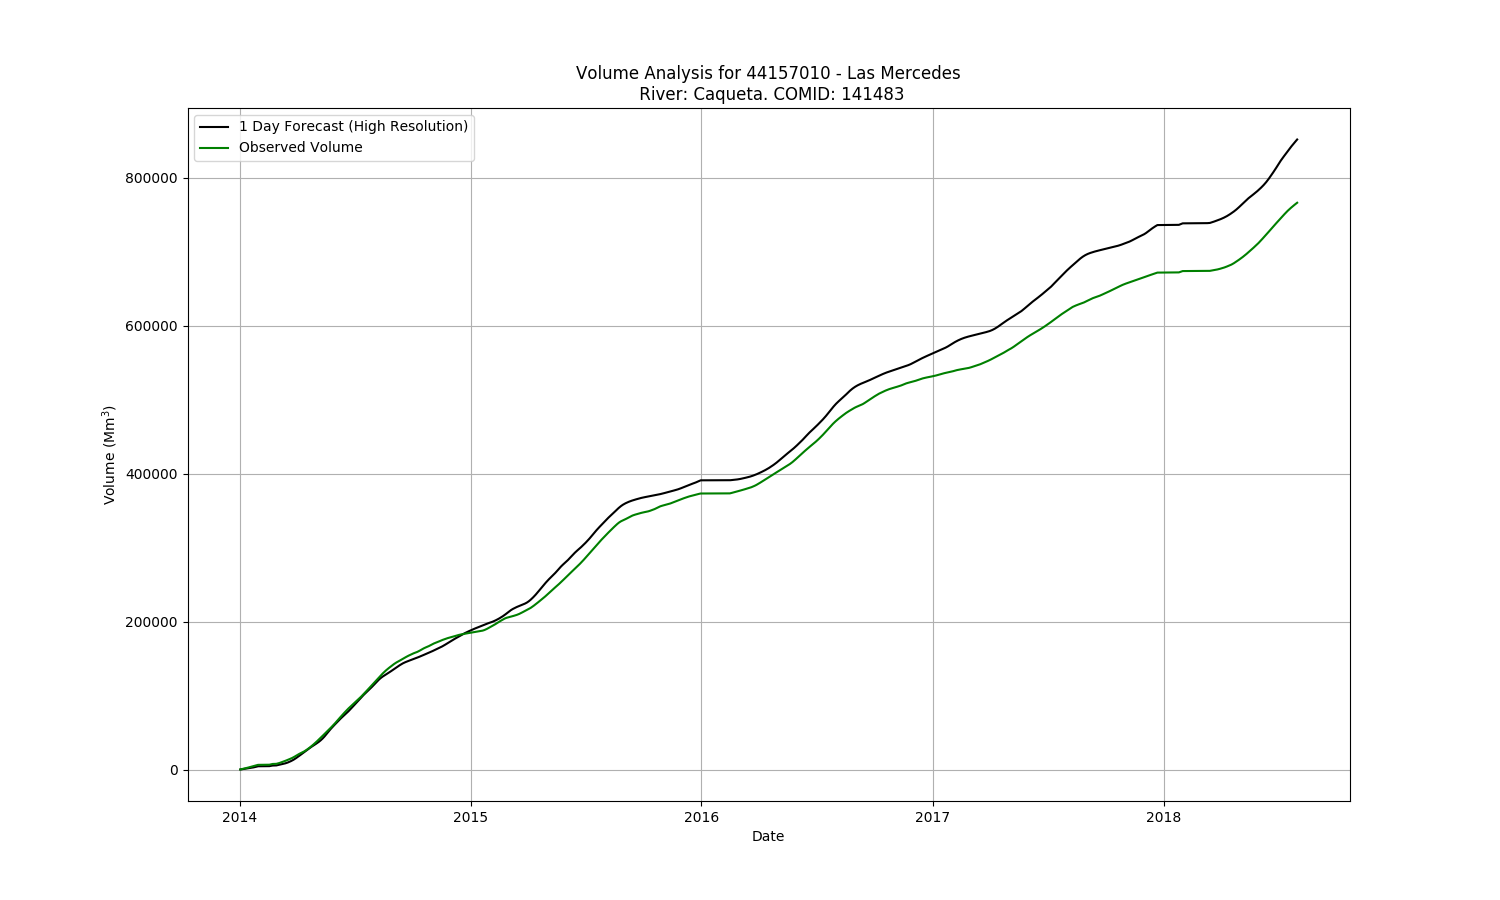 Volume Analysis for 44157010 - Las Mercedes
River: Caqueta. COMID: 141483
1 Day Forecast (High Resolution)
Observed Volume
800000
600000
400000
200000
0
Volume (Mm³)
2014 2015 2016 2017 2018
Date